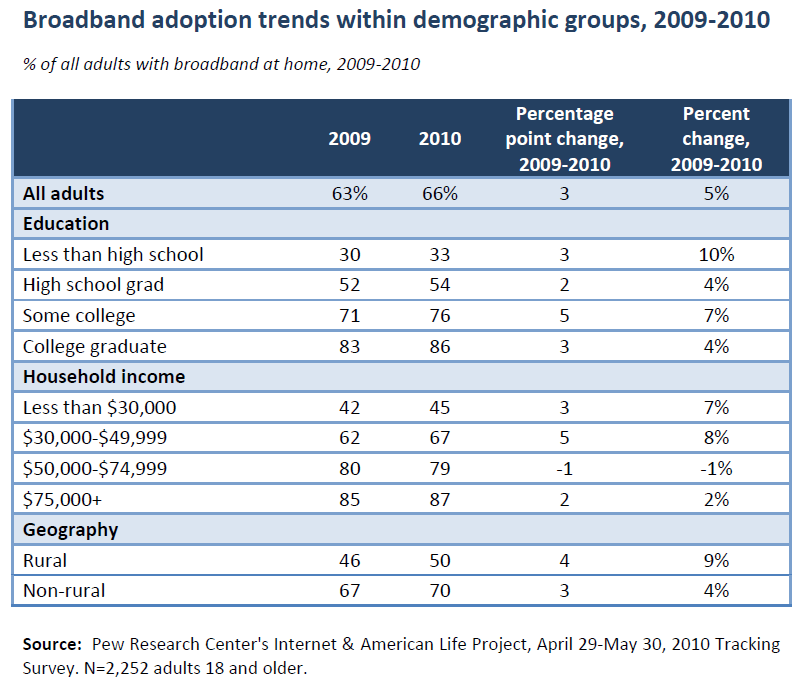 Broadband adoption trends within demographic groups, 2009-2010
% of all adults with broadband at home, 2009-2010
2009 2010 Percentage point change, 2009-2010 Percent change, 2009-2010
All adults 63% 66% 3 5%
Education
Less than high school 30 33 3 10%
High school grad 52 54 2 4%
Some college 71 76 5 7%
College graduate 83 86 3 4%
Household income
Less than $30,000 42 45 3 7%
$30,000-$49,999 62 67 5 8%
$50,000-$74,999 80 79 -1 -1%
$75,000+ 85 87 2 2%
Geography
Rural 46 50 4 9%
Non-rural 67 70 3 4%
Source: Pew Research Center's Internet & American Life Project, April 29-May 30, 2010 Tracking
Survey. N=2,252 adults 18 and older.